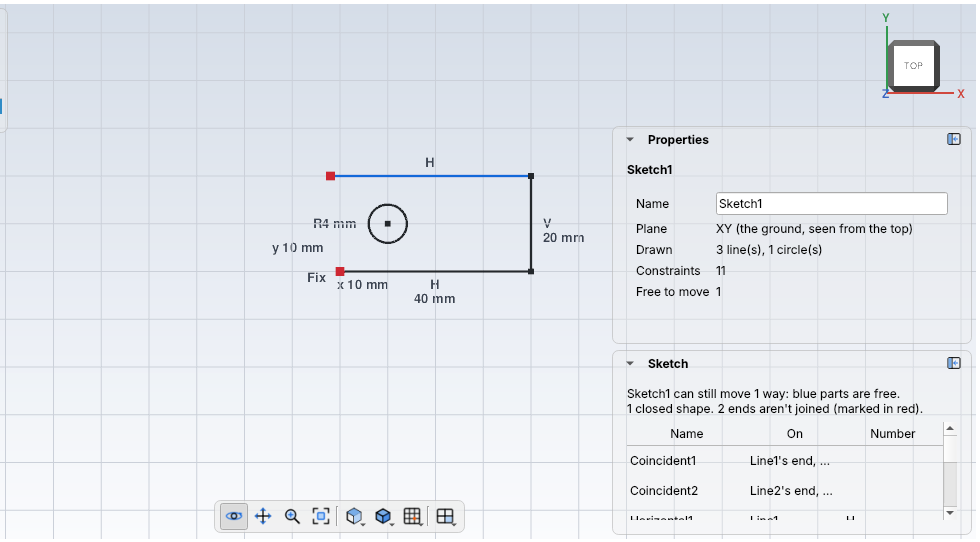 Y
TOP
Z
X
H
R4 mm
V
20 mm
y 10 mm
Fix
x 10 mm
H
40 mm
Properties
Sketch1
Name Sketch1
Plane XY (the ground, seen from the top)
Drawn 3 line(s), 1 circle(s)
Constraints 11
Free to move 1
Sketch
Sketch1 can still move 1 way: blue parts are free.
1 closed shape. 2 ends aren't joined (marked in red).
Name On Number
Coincident1 Line1's end, ...
Coincident2 Line2's end, ...
Horizontal1 Line1 H